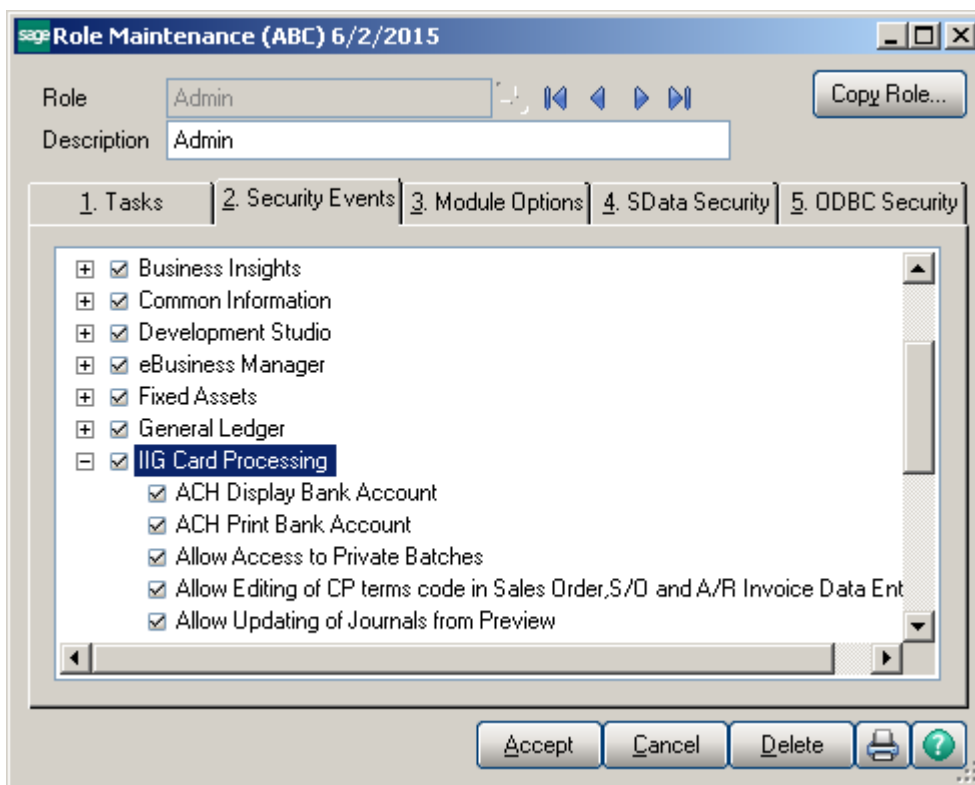 sage Role Maintenance (ABC) 6/2/2015
Role Admin Copy Role...
Description Admin
1. Tasks 2. Security Events 3. Module Options 4. SData Security 5. ODBC Security
Business Insights
Common Information
Development Studio
eBusiness Manager
Fixed Assets
General Ledger
IIG Card Processing
ACH Display Bank Account
ACH Print Bank Account
Allow Access to Private Batches
Allow Editing of CP terms code in Sales Order,S/O and A/R Invoice Data Ent
Allow Updating of Journals from Preview
Accept Cancel Delete ?